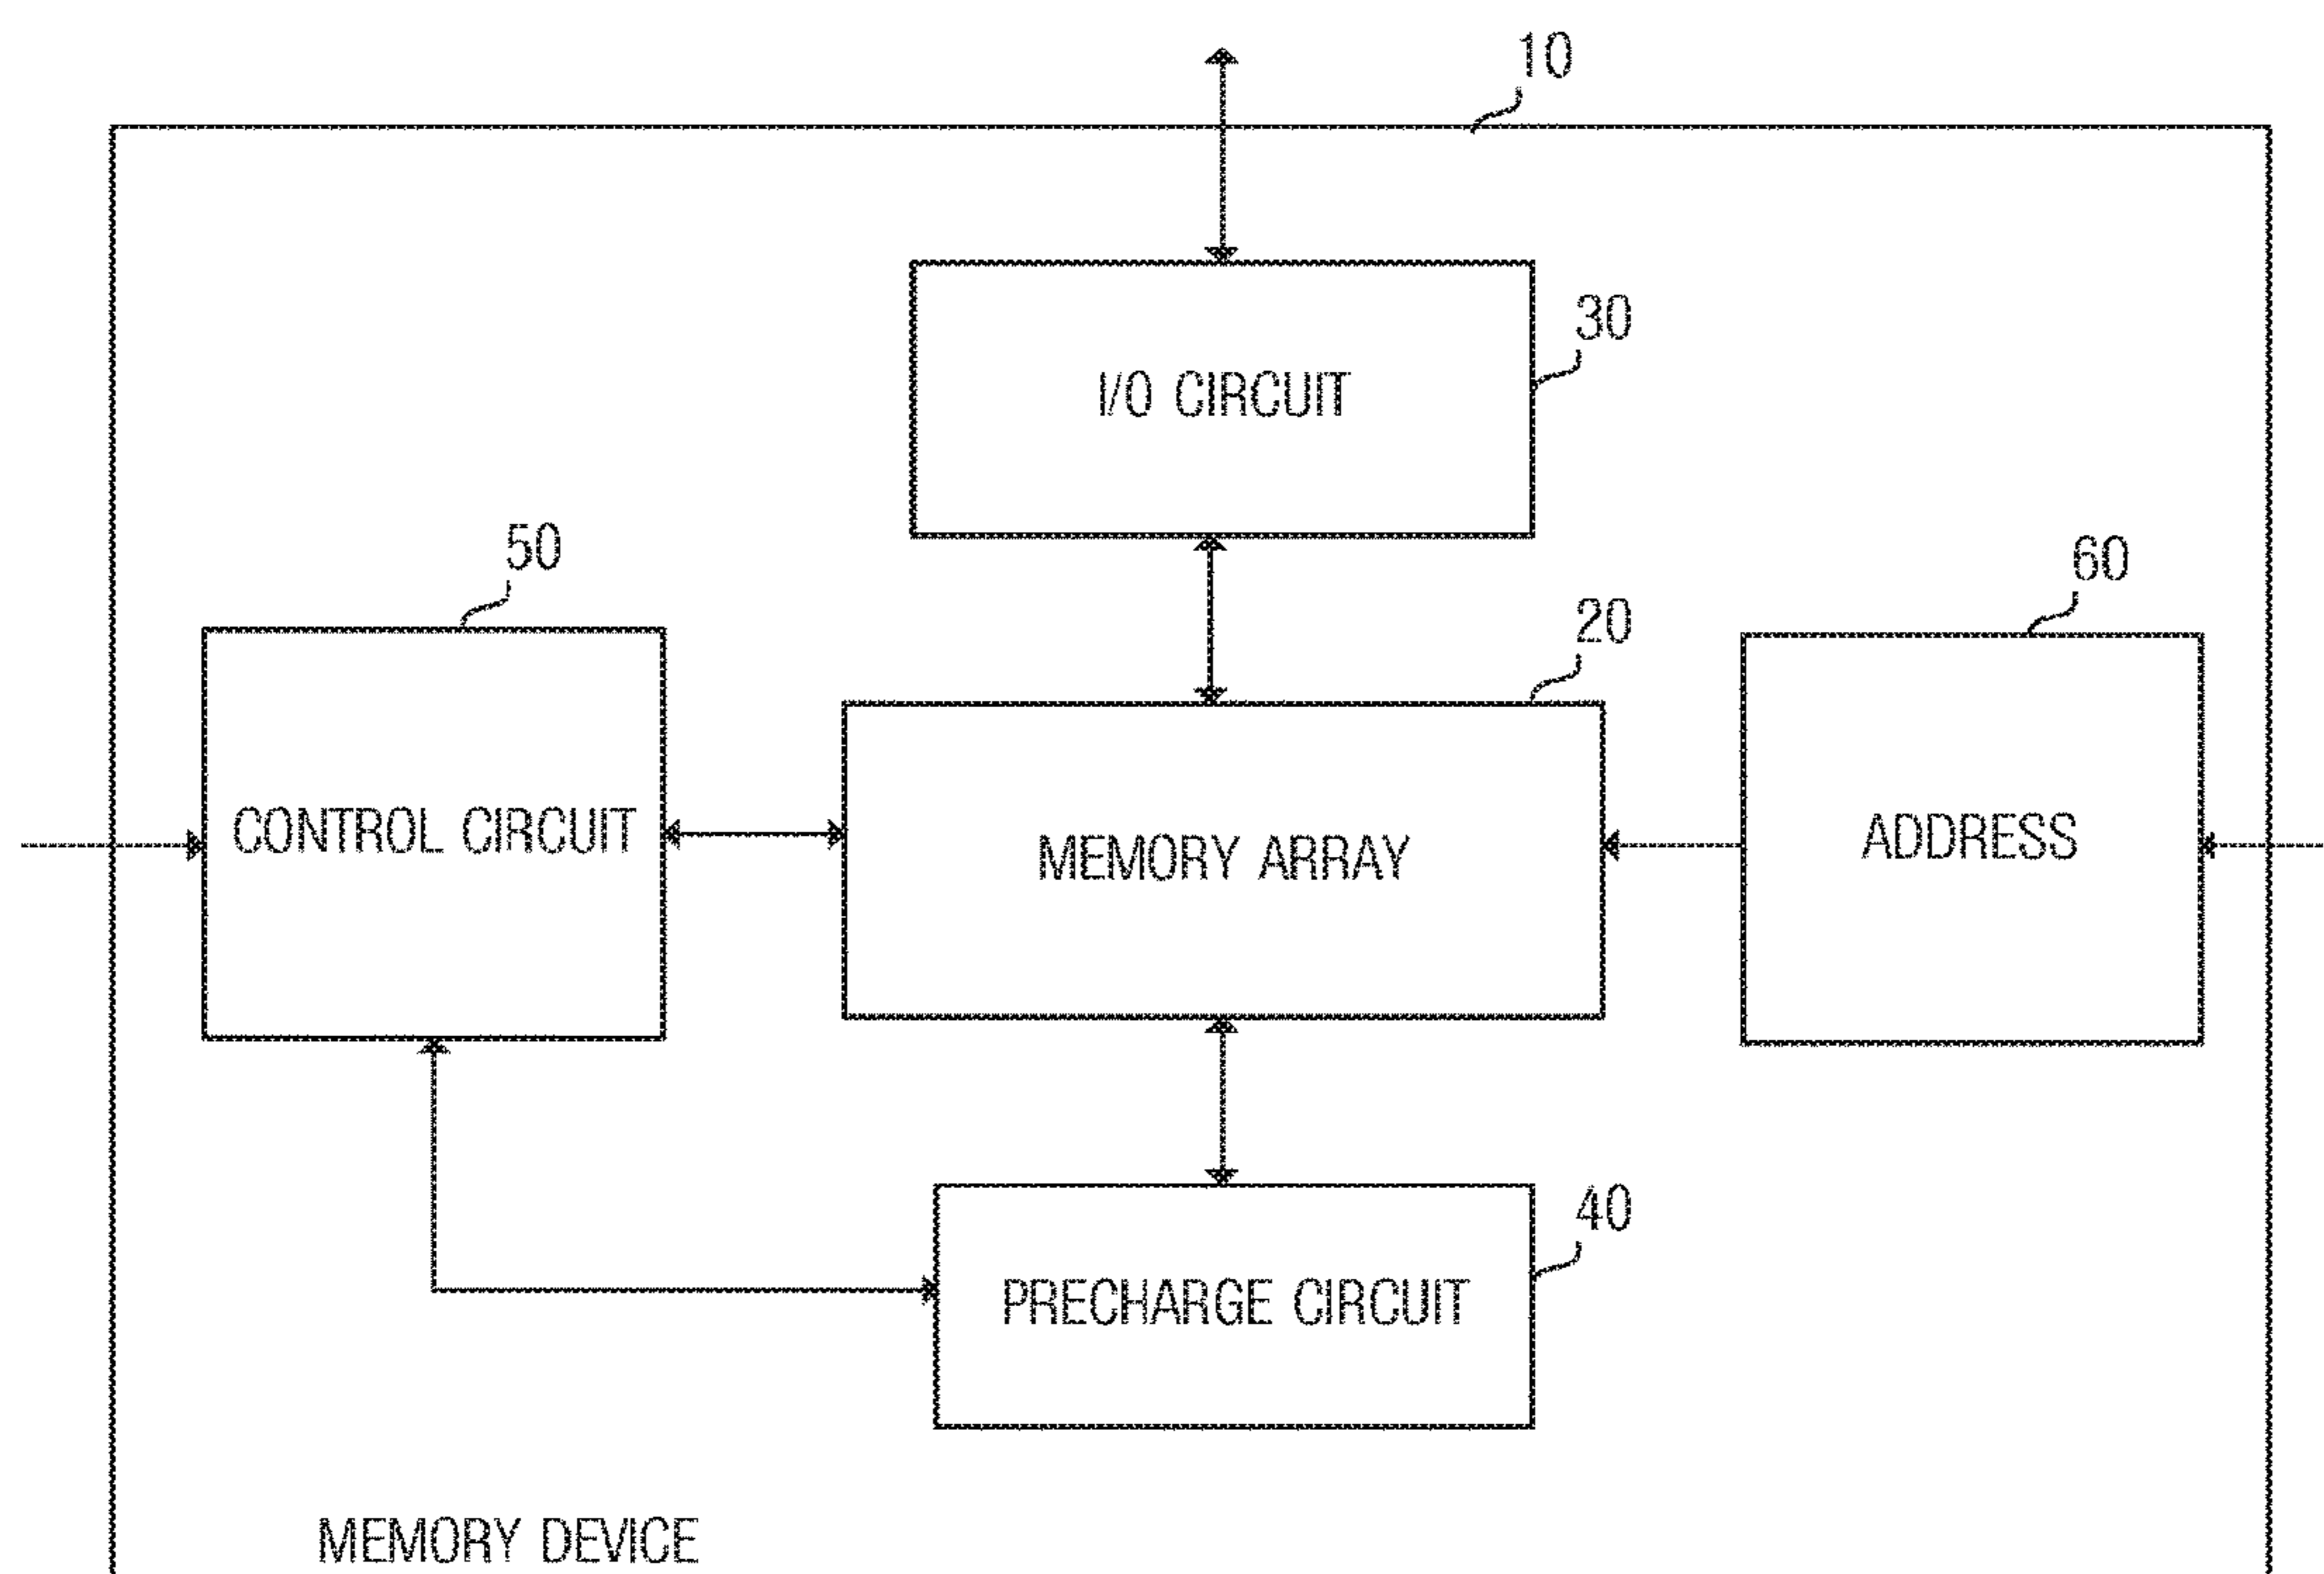 10
I/O CIRCUIT
30
50
CONTROL CIRCUIT
20
MEMORY ARRAY
60
ADDRESS
40
PRECHARGE CIRCUIT
MEMORY DEVICE